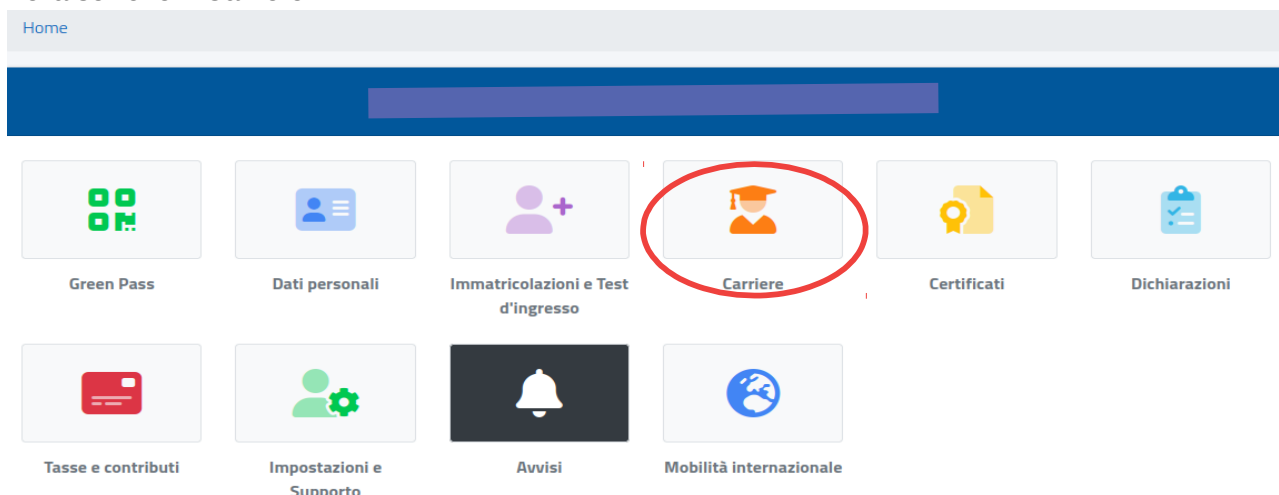 Home
Green Pass
Dati personali
Immatricolazioni e Test
d'ingresso
Carriere
Certificati
Dichiarazioni
Tasse e contributi
Impostazioni e
Supporto
Avvisi
Mobilità internazionale